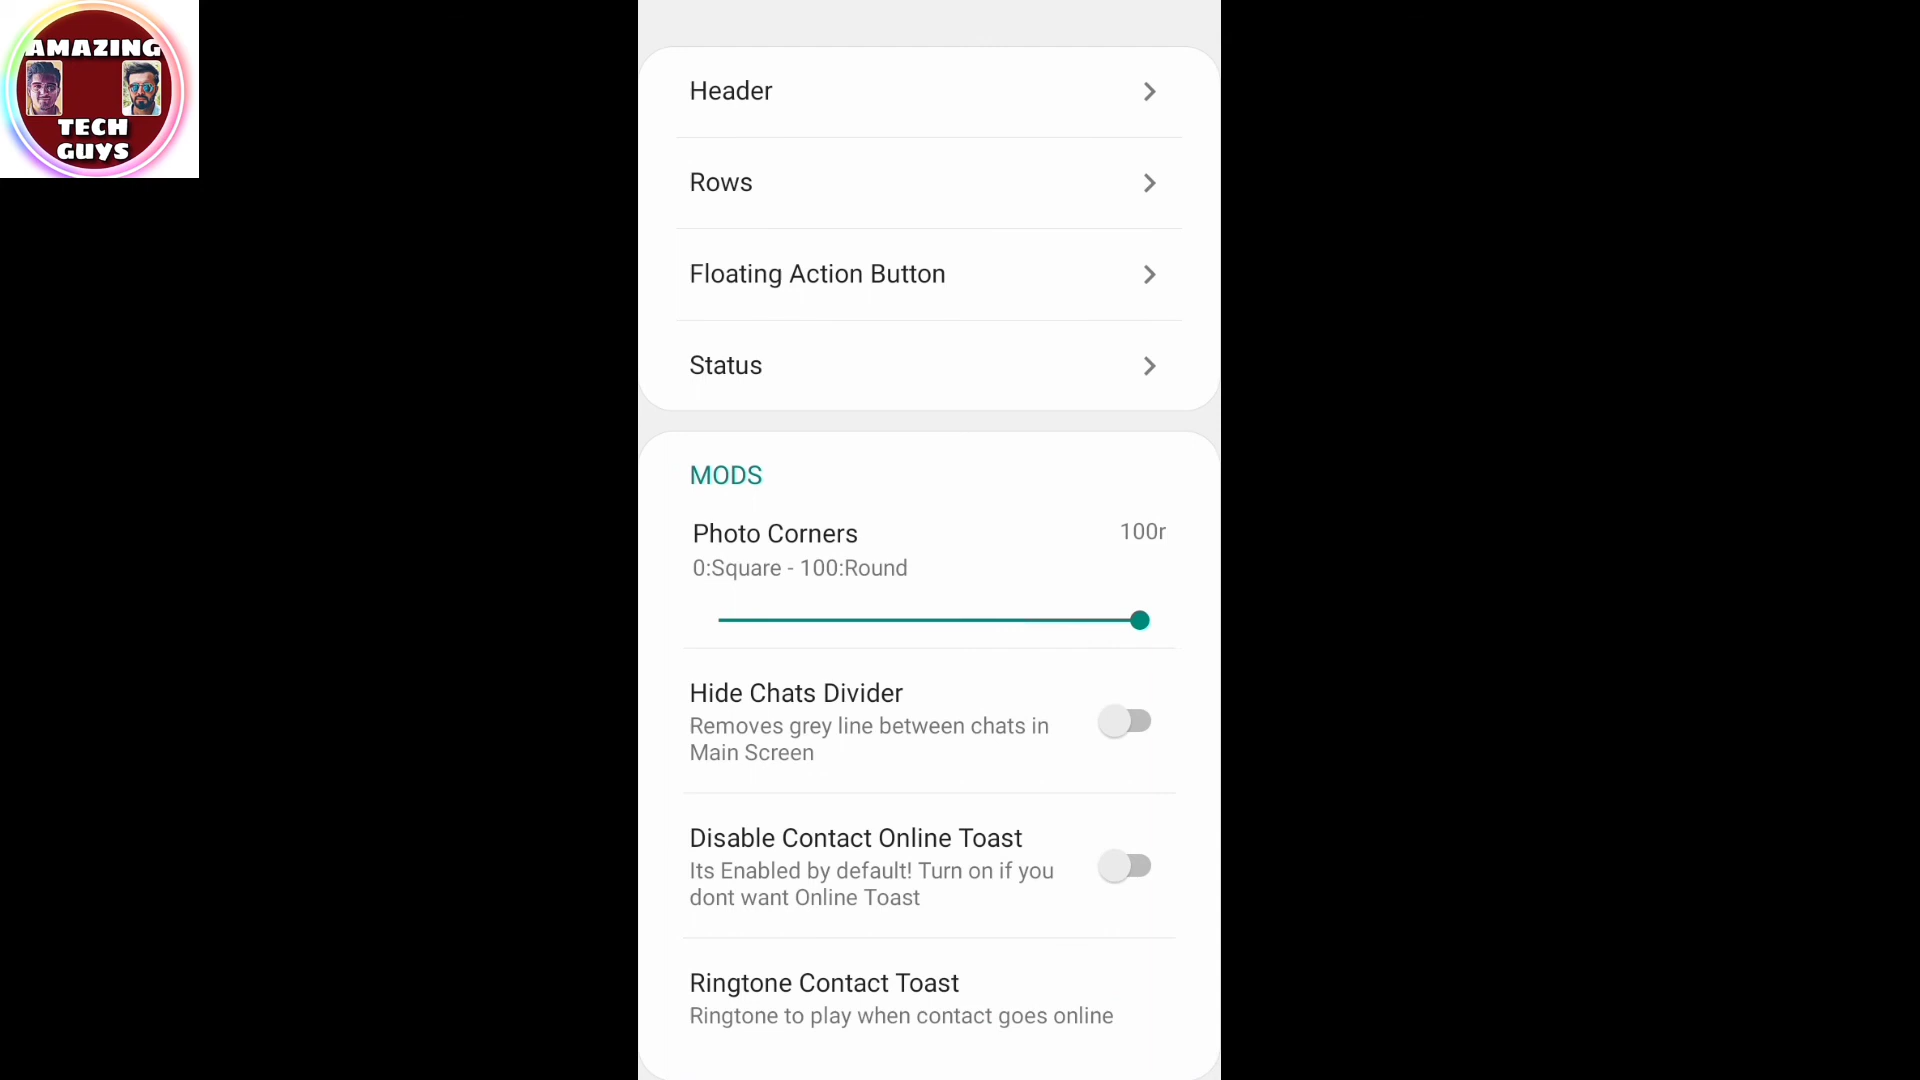 AMAZING
TECH
GUYS
Header
Rows
Floating Action Button
Status
MODS
Photo Corners
100r
0:Square - 100:Round
Hide Chats Divider
Removes grey line between chats in
Main Screen
Disable Contact Online Toast
Its Enabled by default! Turn on if you
dont want Online Toast
Ringtone Contact Toast
Ringtone to play when contact goes online